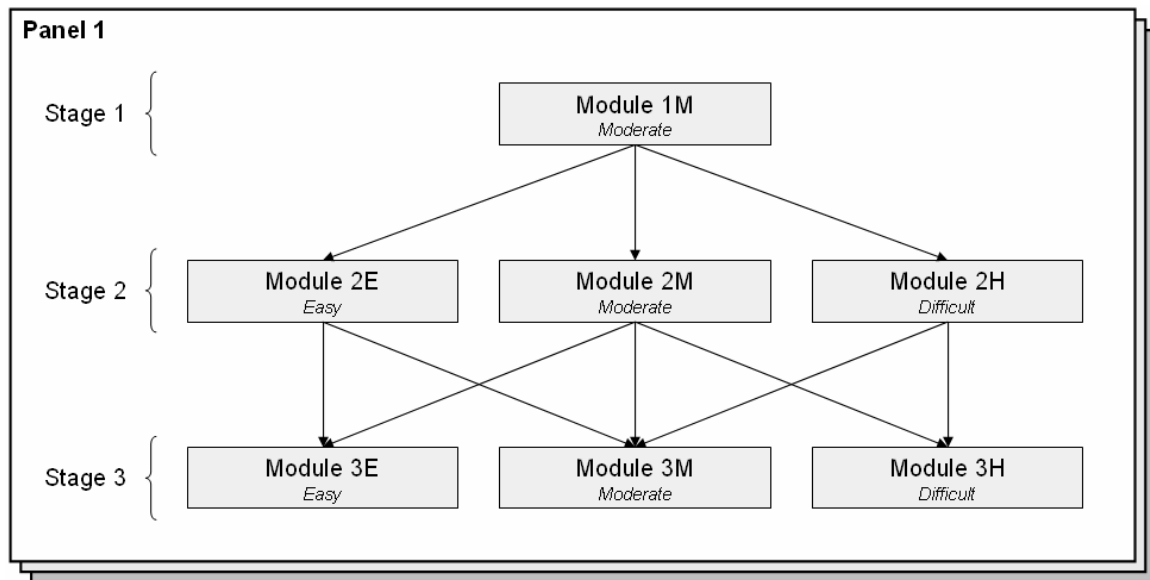 Panel 1
Stage 1
Module 1M
Moderate
Stage 2
Module 2E
Easy
Module 2M
Moderate
Module 2H
Difficult
Stage 3
Module 3E
Easy
Module 3M
Moderate
Module 3H
Difficult